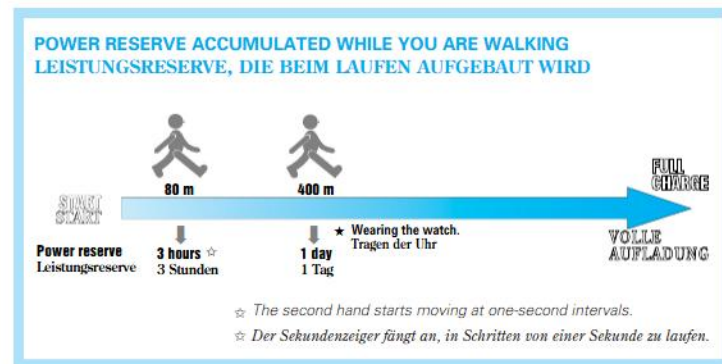 POWER RESERVE ACCUMULATED WHILE YOU ARE WALKING
LEISTUNGSRESERVE, DIE BEIM LAUFEN AUFGEBAUT WIRD
80 m
400 m
FULL
CHARGE
START
START
★ Wearing the watch.
Tragen der Uhr
VOLLE
AUFLADUNG
Power reserve
Leistungsreserve
3 hours ☆
3 Stunden
1 day
1 Tag
☆ The second hand starts moving at one-second intervals.
☆ Der Sekundenzeiger fängt an, in Schritten von einer Sekunde zu laufen.